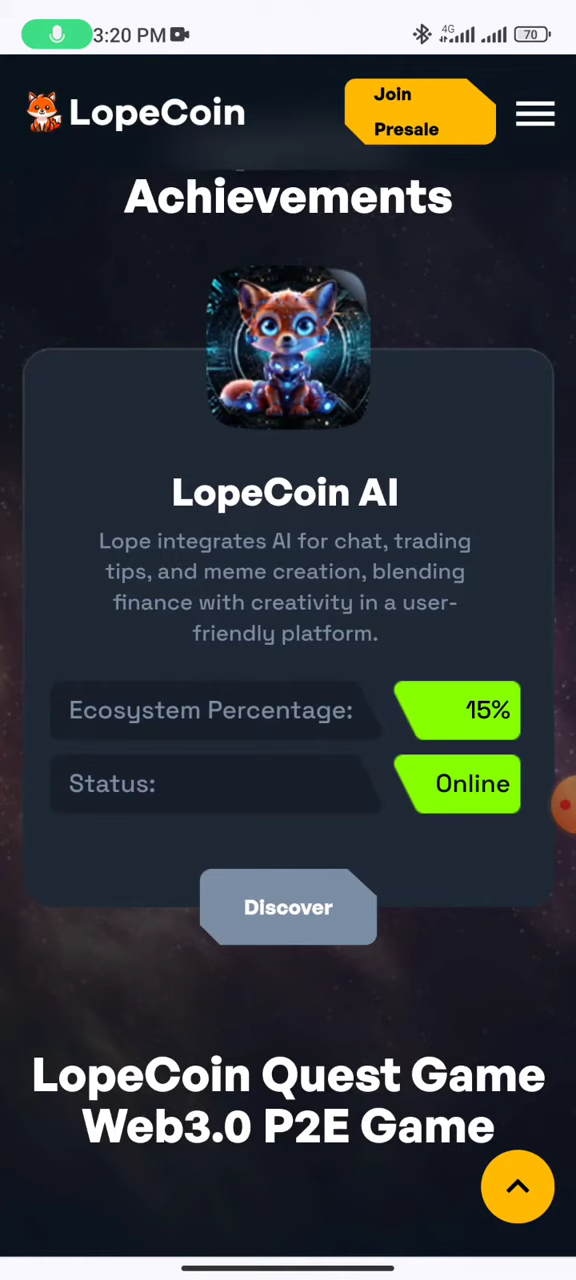 3:20 PM
4G
70
LopeCoin
Join
Presale
Achievements
LopeCoin AI
Lope integrates AI for chat, trading
tips, and meme creation, blending
finance with creativity in a user-
friendly platform.
Ecosystem Percentage:
15%
Status:
Online
Discover
LopeCoin Quest Game
Web3.0 P2E Game